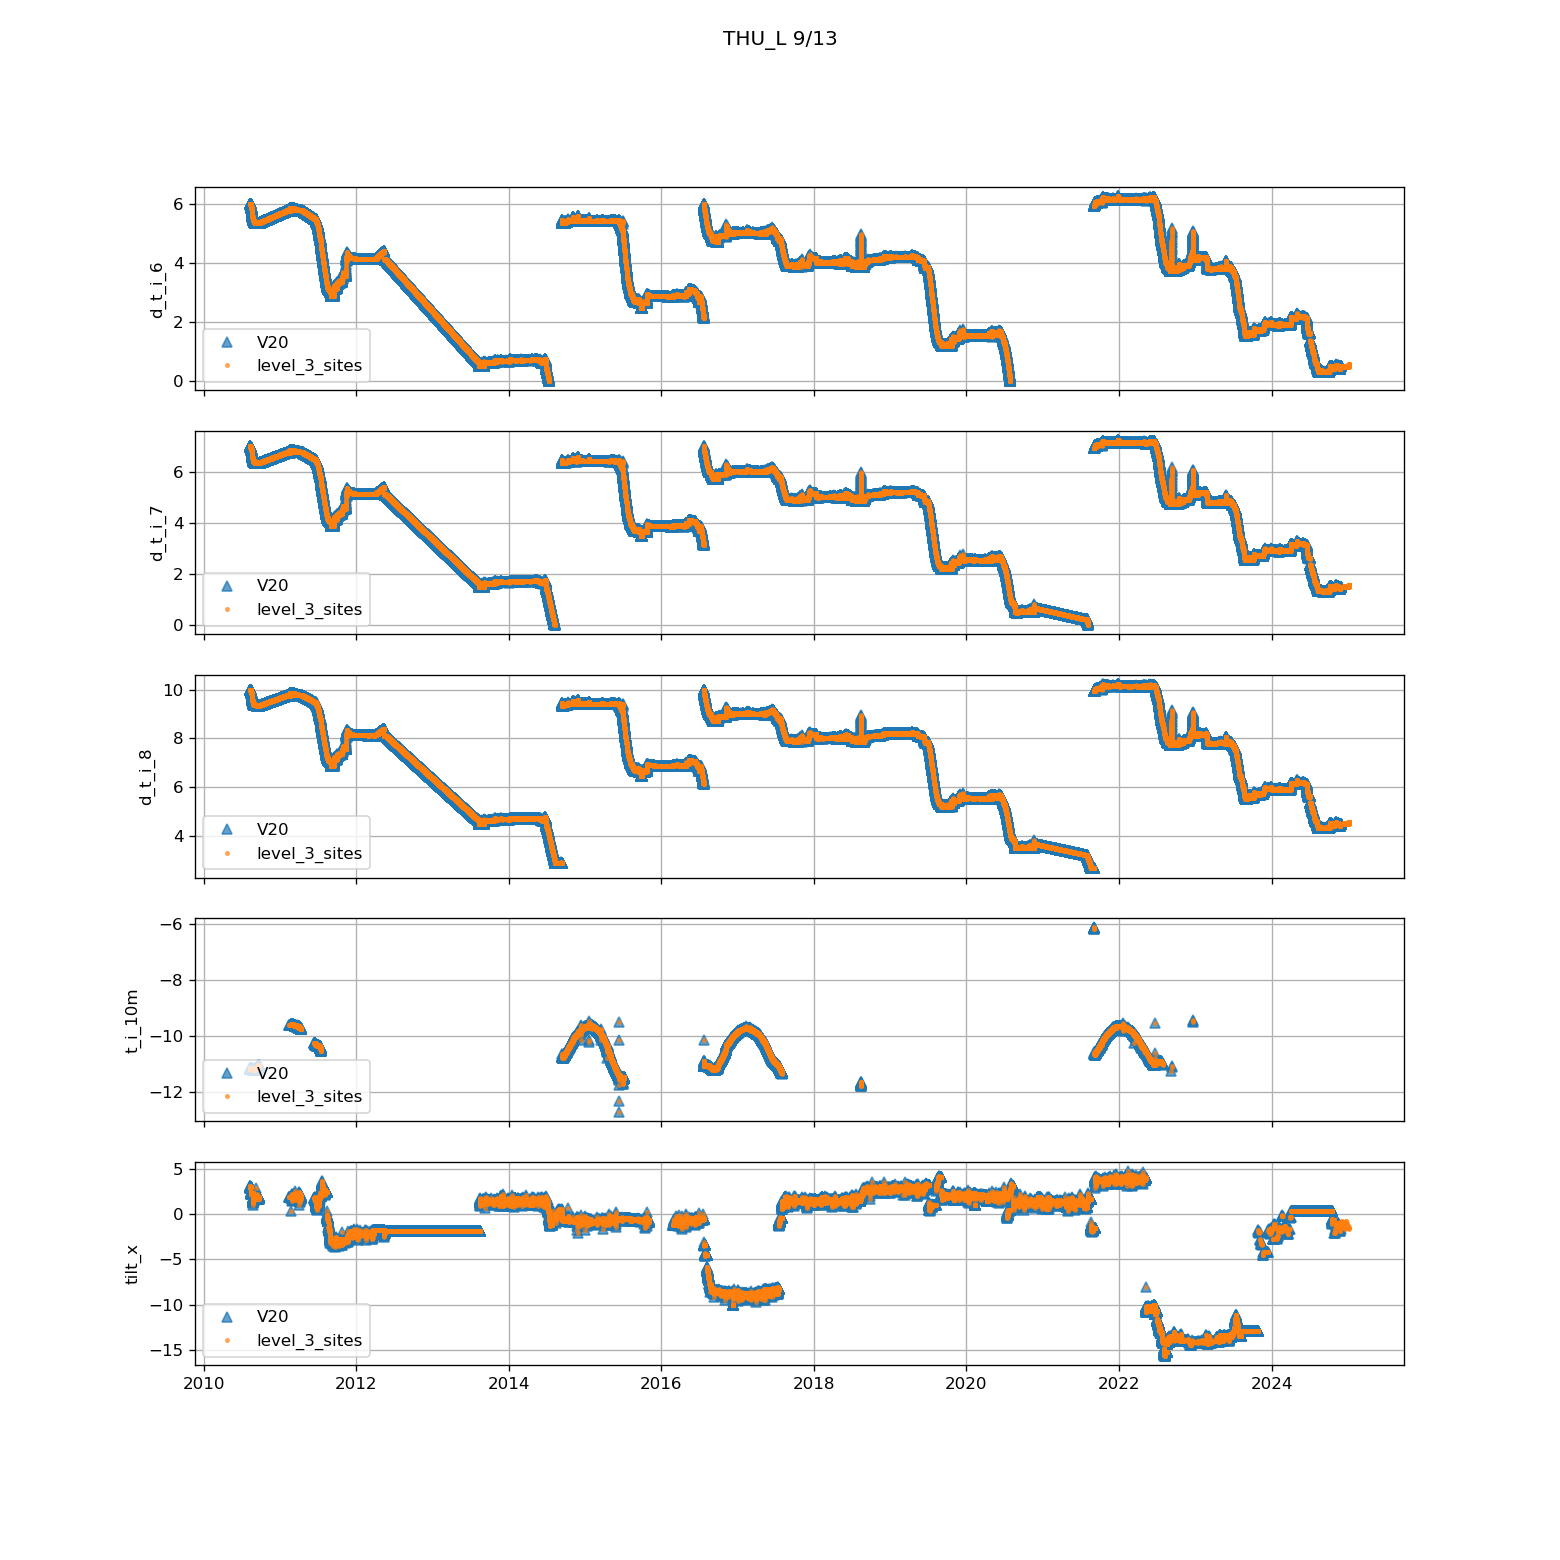 THU_L 9/13
6
4
2
0
d_t_i_6
V20
level_3_sites
6
4
2
0
d_t_i_7
V20
level_3_sites
10
8
6
4
d_t_i_8
V20
level_3_sites
−6
−8
−10
−12
t_i_10m
V20
level_3_sites
5
0
−5
−10
−15
tilt_x
V20
level_3_sites
2010 2012 2014 2016 2018 2020 2022 2024